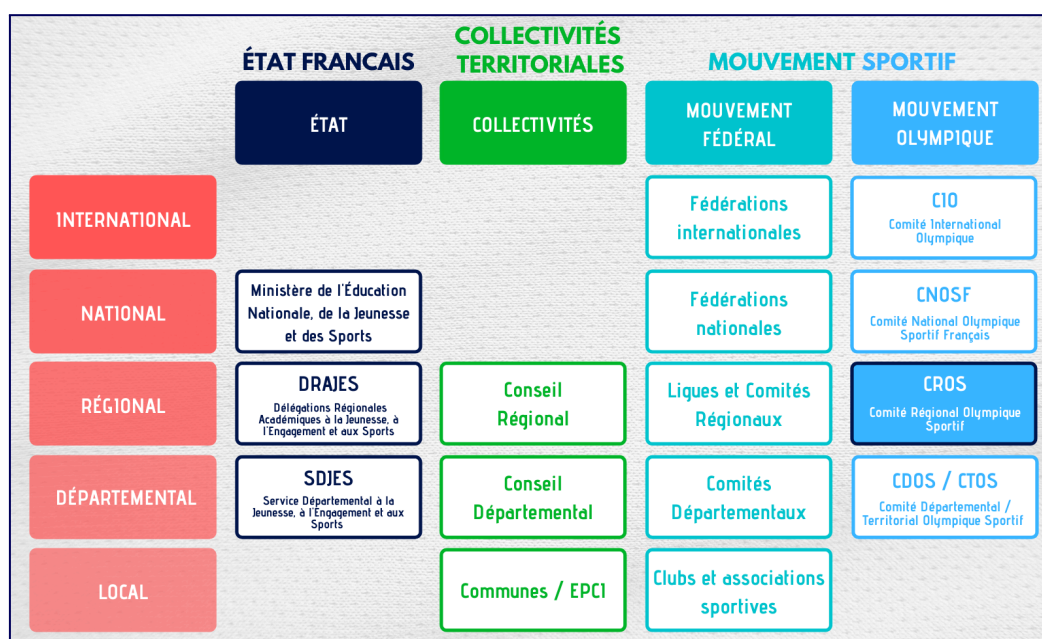 ÉTAT FRANCAIS
COLLECTIVITÉS
TERRITORIALES
MOUVEMENT SPORTIF
ÉTAT
COLLECTIVITÉS
MOUVEMENT
FÉDÉRAL
MOUVEMENT
OLYMPIQUE
INTERNATIONAL
Fédérations
internationales
CIO
Comité International
Olympique
NATIONAL
Ministère de l'Éducation
Nationale, de la Jeunesse
et des Sports
Fédérations
nationales
CNOSF
Comité National Olympique
Sportif Français
RÉGIONAL
DRAJES
Délégations Régionales
Académiques à la Jeunesse, à
l'Engagement et aux Sports
Conseil
Régional
Ligues et Comités
Régionaux
CROS
Comité Régional Olympique
Sportif
DÉPARTEMENTAL
SDJES
Service Départemental à la
Jeunesse, à l'Engagement et aux
Sports
Conseil
Départemental
Comités
Départementaux
CDOS / CTOS
Comité Départemental /
Territorial Olympique Sportif
LOCAL
Communes / EPCI
Clubs et associations
sportives